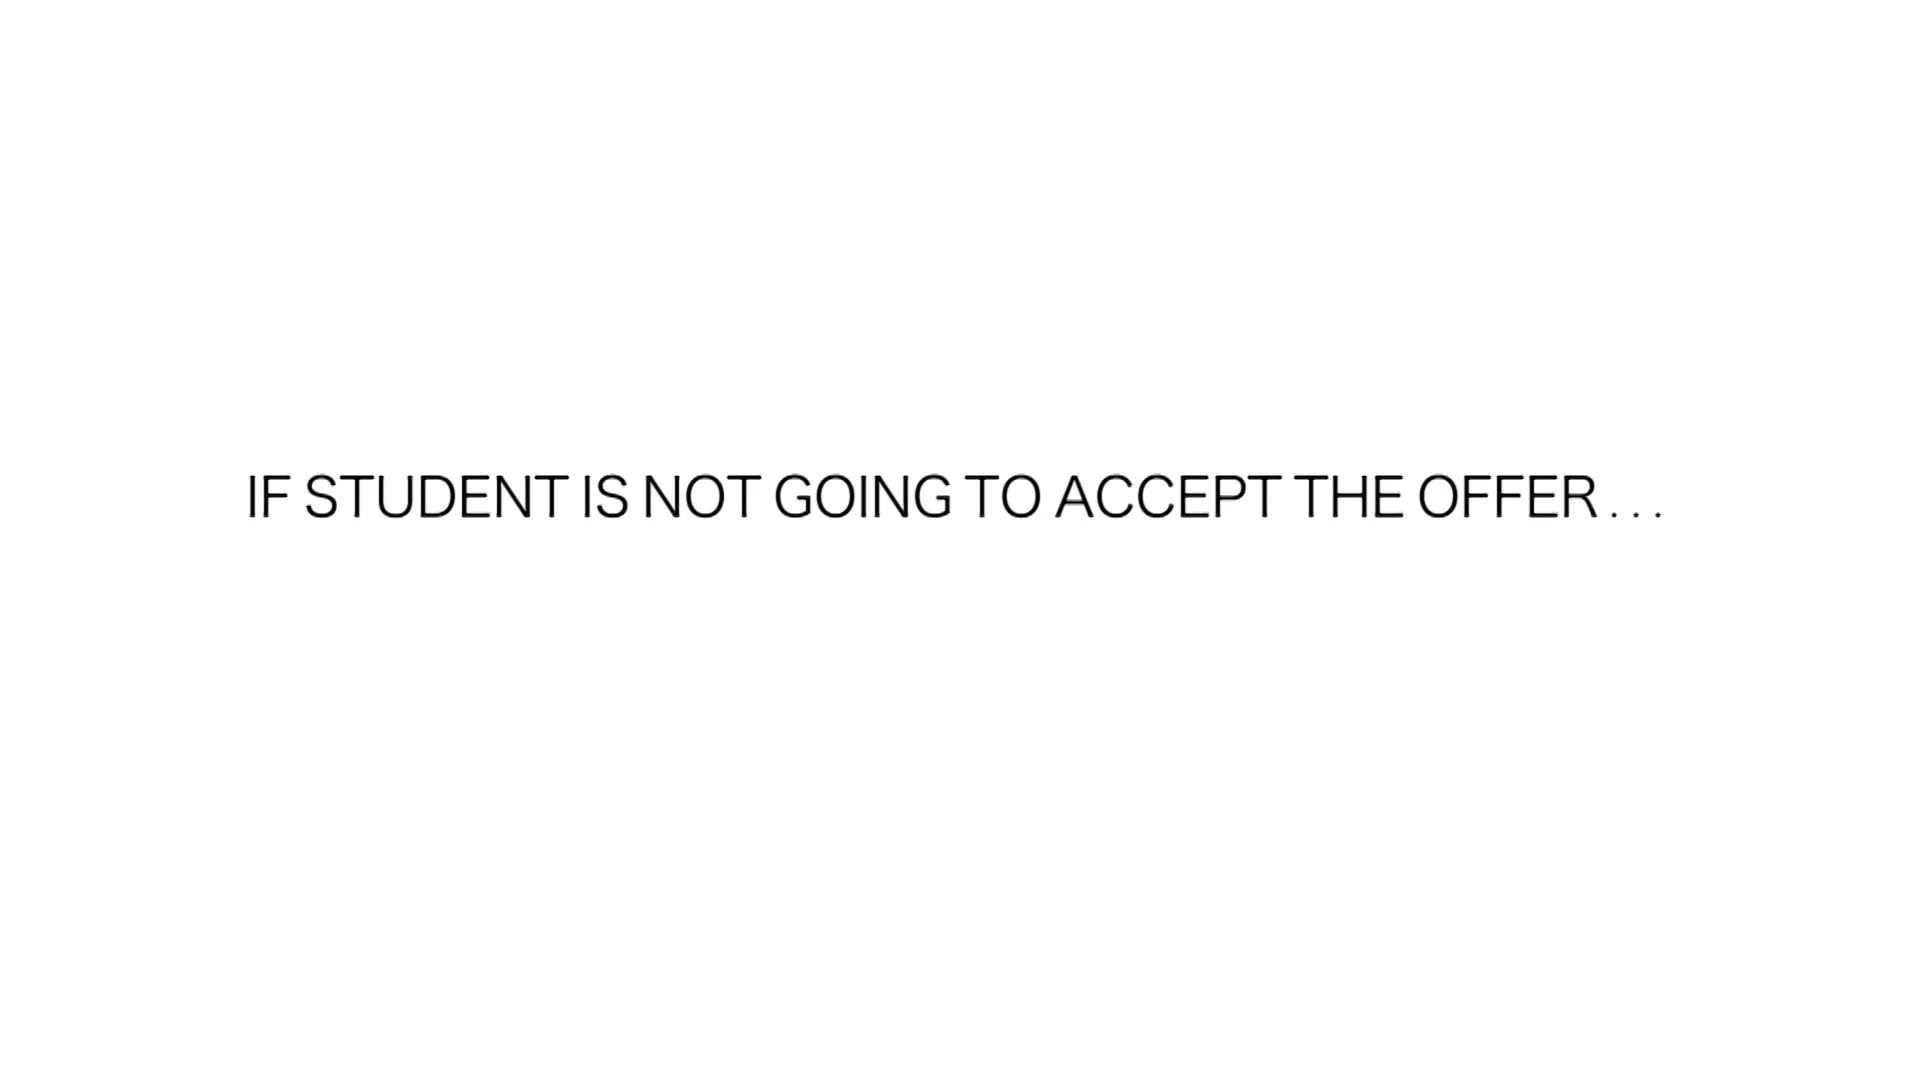 IF STUDENT IS NOT GOING TO ACCEPT THE OFFER...